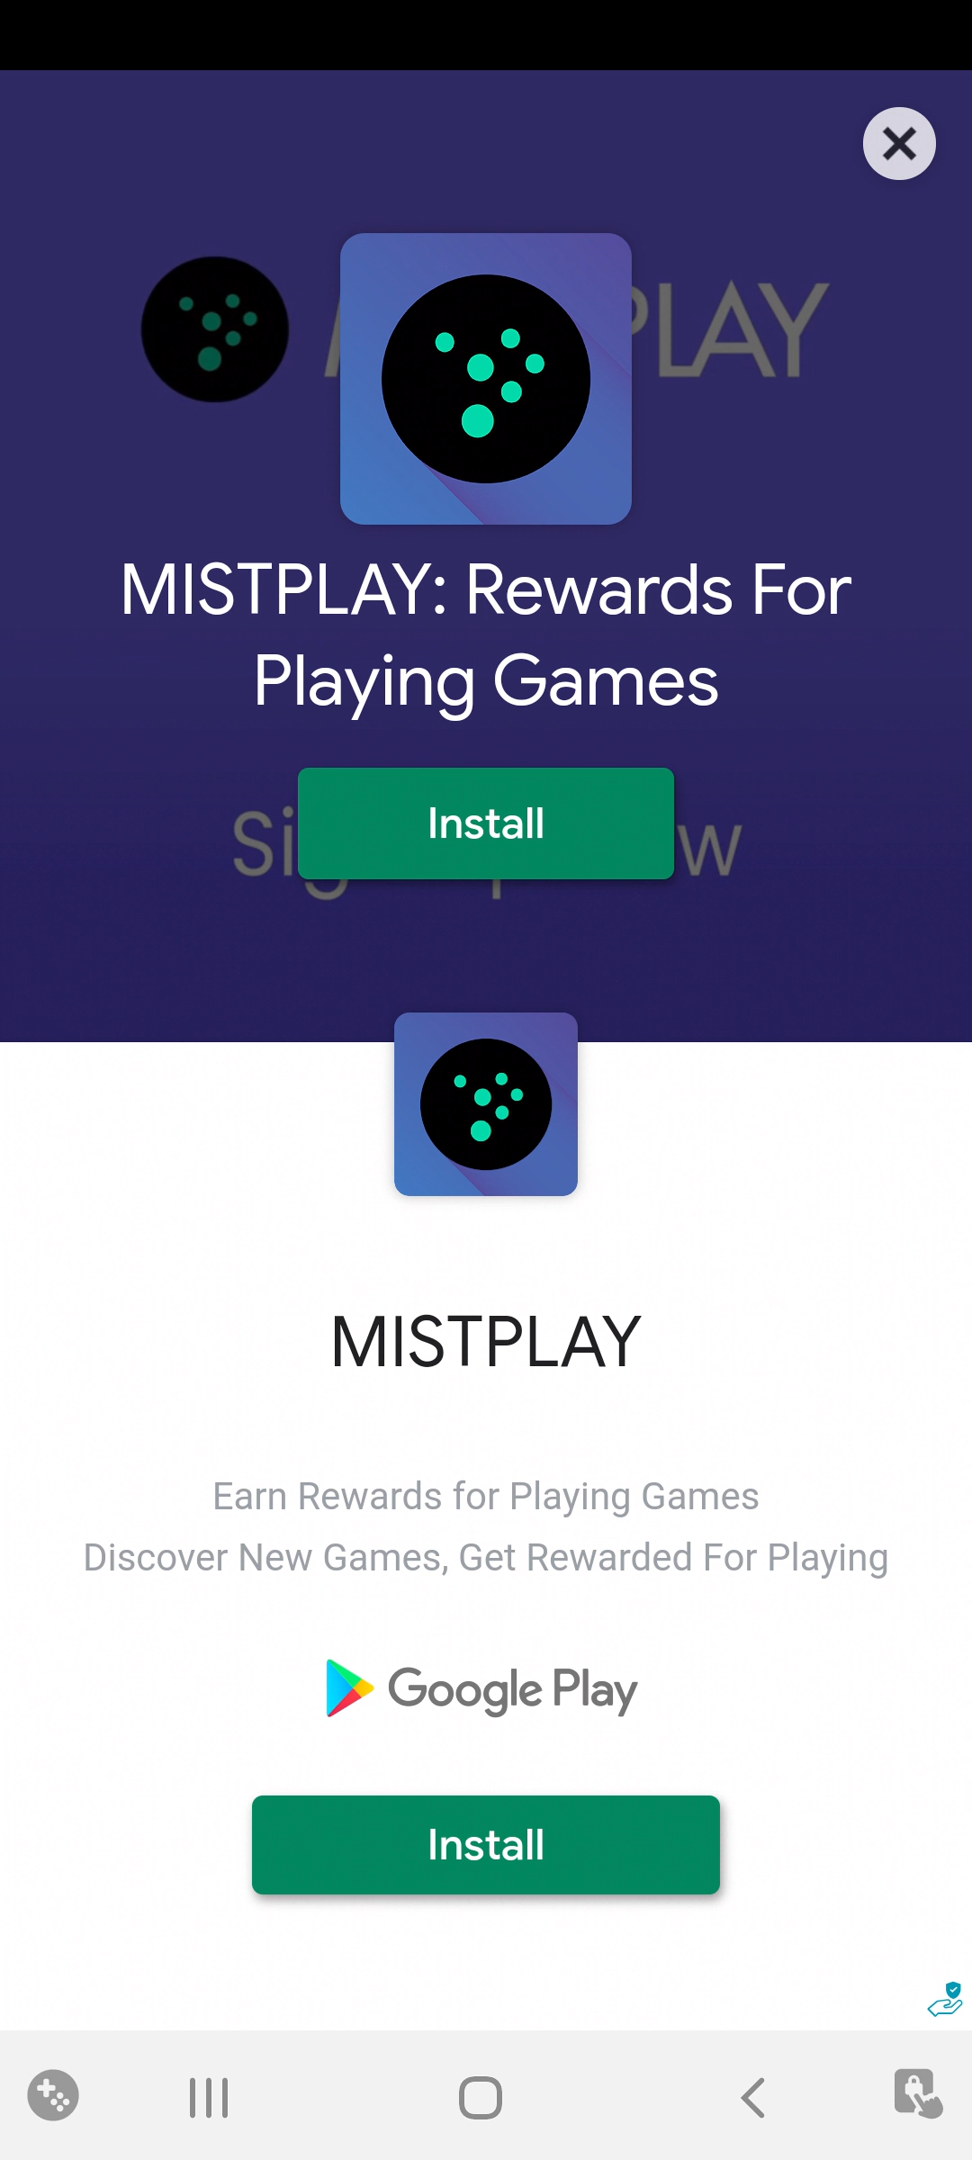 MISTPLAY: Rewards For
Playing Games
Install
MISTPLAY
Earn Rewards for Playing Games
Discover New Games, Get Rewarded For Playing
Google Play
Install